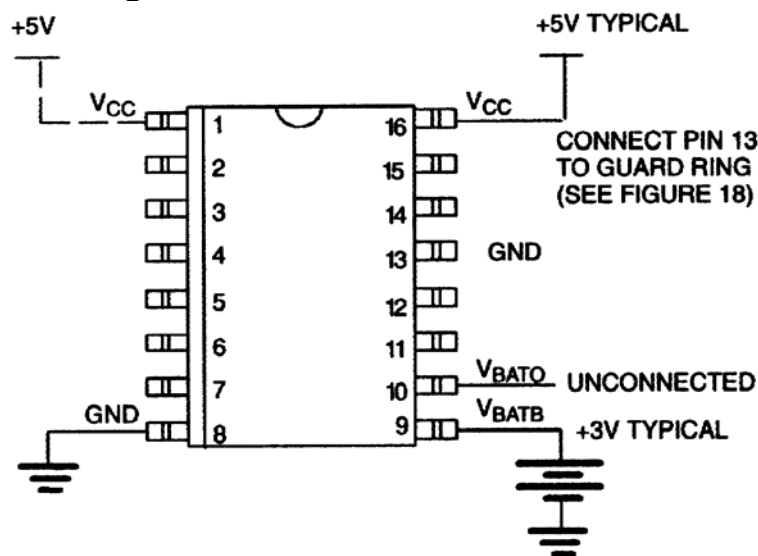 +5V
+5V TYPICAL
VCC
VCC
1
16
CONNECT PIN 13
TO GUARD RING
(SEE FIGURE 18)
2
15
3
14
4
13
GND
5
12
6
11
7
10
VBATO
UNCONNECTED
GND
8
9
VBATB
+3V TYPICAL